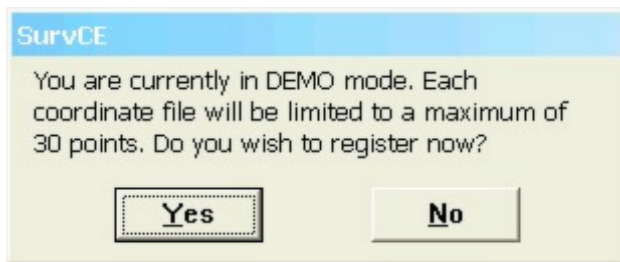 SurvCE
You are currently in DEMO mode. Each
coordinate file will be limited to a maximum of
30 points. Do you wish to register now?
Yes
No